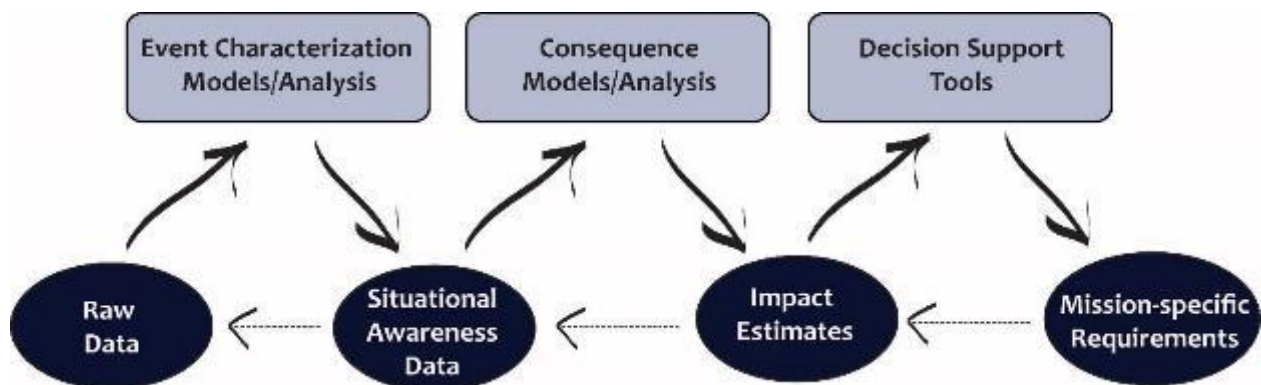 Event Characterization
Models/Analysis
Consequence
Models/Analysis
Decision Support
Tools
Raw
Data
Situational
Awareness
Data
Impact
Estimates
Mission-specific
Requirements